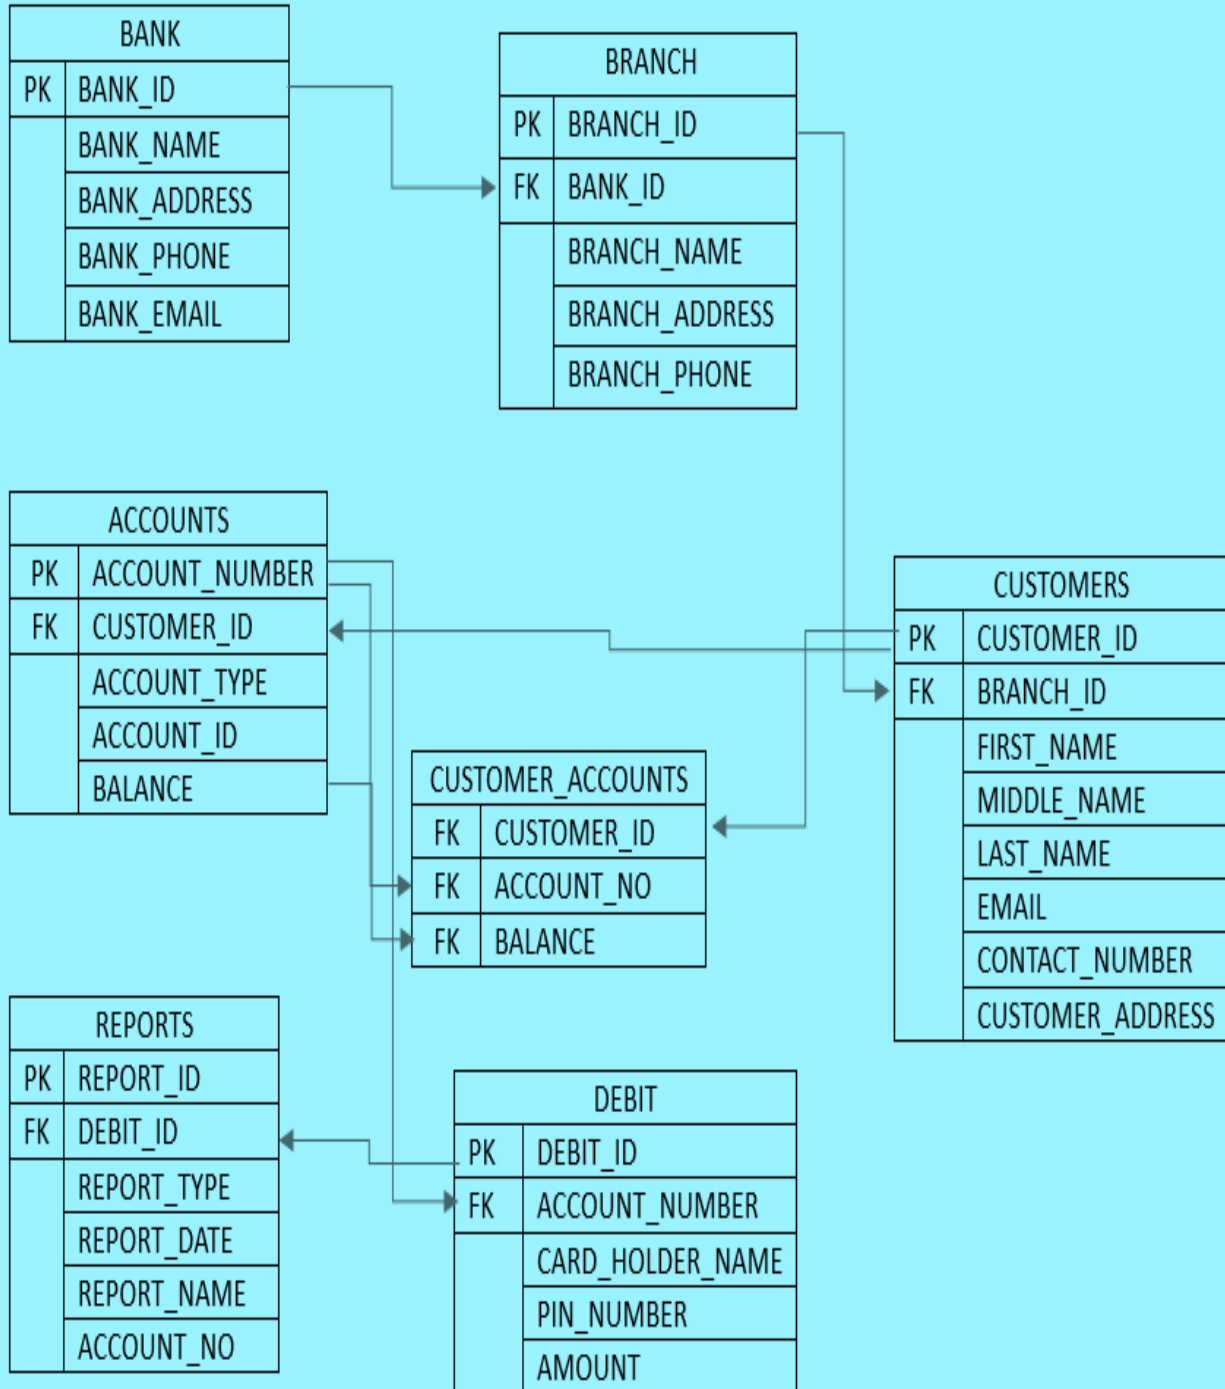 BANK
PK BANK_ID
BANK_NAME
BANK_ADDRESS
BANK_PHONE
BANK_EMAIL
BRANCH
PK BRANCH_ID
FK BANK_ID
BRANCH_NAME
BRANCH_ADDRESS
BRANCH_PHONE
ACCOUNTS
PK ACCOUNT_NUMBER
FK CUSTOMER_ID
ACCOUNT_TYPE
ACCOUNT_ID
BALANCE
CUSTOMERS
PK CUSTOMER_ID
FK BRANCH_ID
FIRST_NAME
MIDDLE_NAME
LAST_NAME
EMAIL
CONTACT_NUMBER
CUSTOMER_ADDRESS
CUSTOMER_ACCOUNTS
FK CUSTOMER_ID
FK ACCOUNT_NO
FK BALANCE
REPORTS
PK REPORT_ID
FK DEBIT_ID
REPORT_TYPE
REPORT_DATE
REPORT_NAME
ACCOUNT_NO
DEBIT
PK DEBIT_ID
FK ACCOUNT_NUMBER
CARD_HOLDER_NAME
PIN_NUMBER
AMOUNT